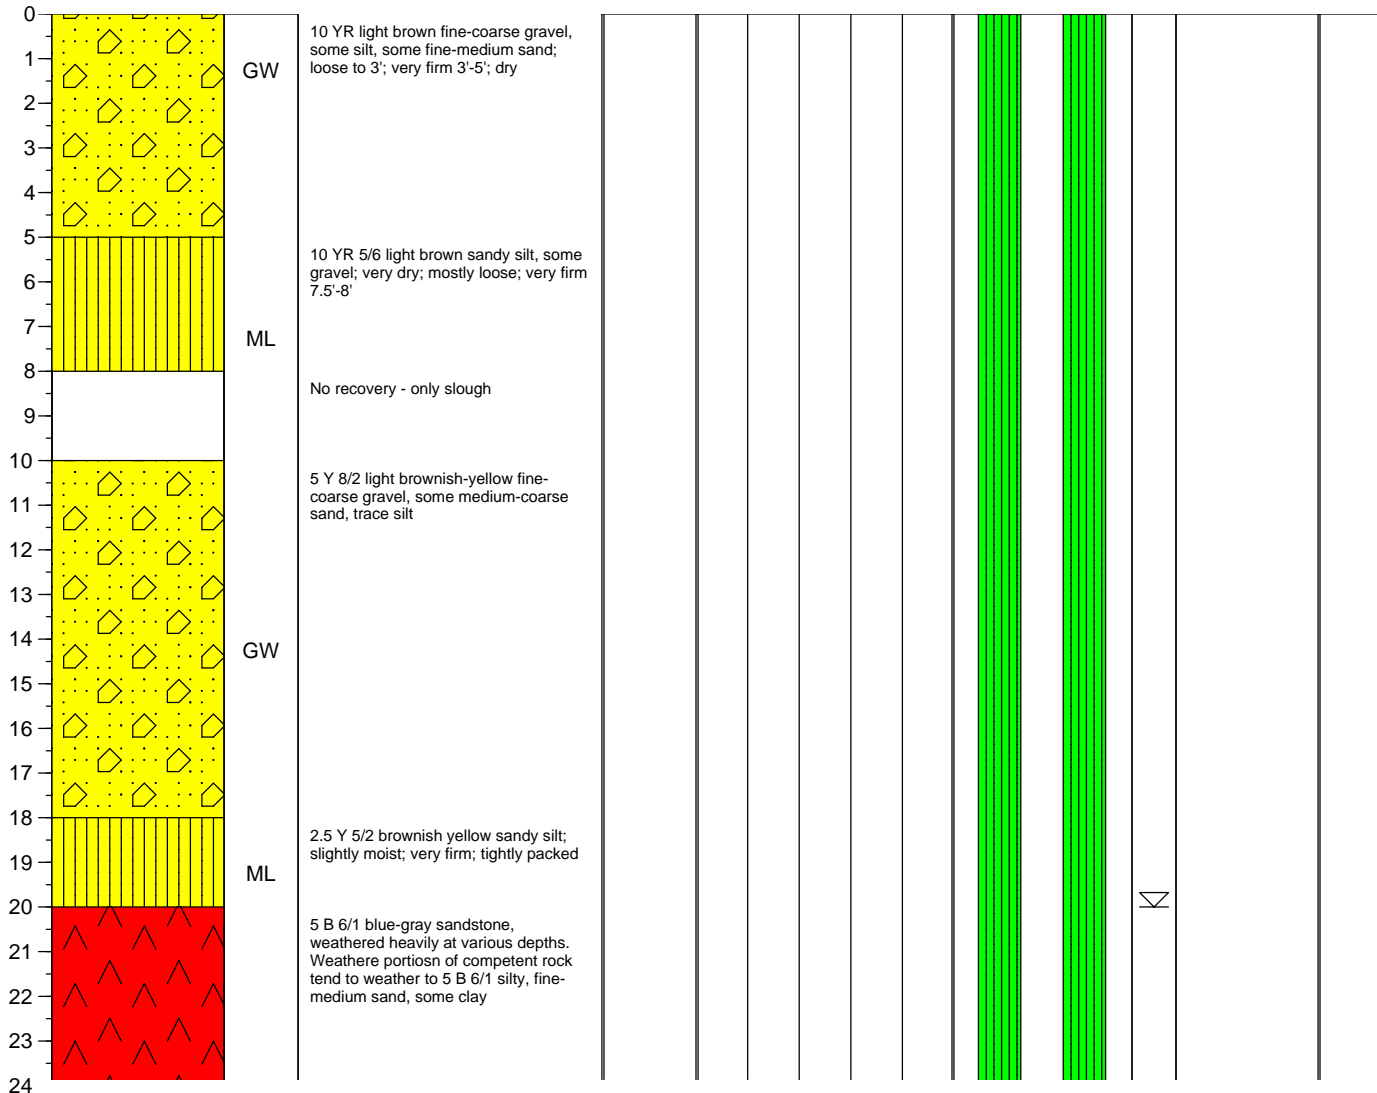 0
10 YR light brown fine-coarse gravel,
some silt, some fine-medium sand;
loose to 3'; very firm 3'-5'; dry
1
GW
2
3
4
5
10 YR 5/6 light brown sandy silt, some
gravel; very dry; mostly loose; very firm
7.5'-8'
6
7
ML
8
No recovery - only slough
9
10
5 Y 8/2 light brownish-yellow fine-
coarse gravel, some medium-coarse
sand, trace silt
11
12
13
14
GW
15
16
17
18
2.5 Y 5/2 brownish yellow sandy silt;
slightly moist; very firm; tightly packed
19
ML
20
5 B 6/1 blue-gray sandstone,
weathered heavily at various depths.
Weathere portiosn of competent rock
tend to weather to 5 B 6/1 silty, fine-
medium sand, some clay
21
22
23
24